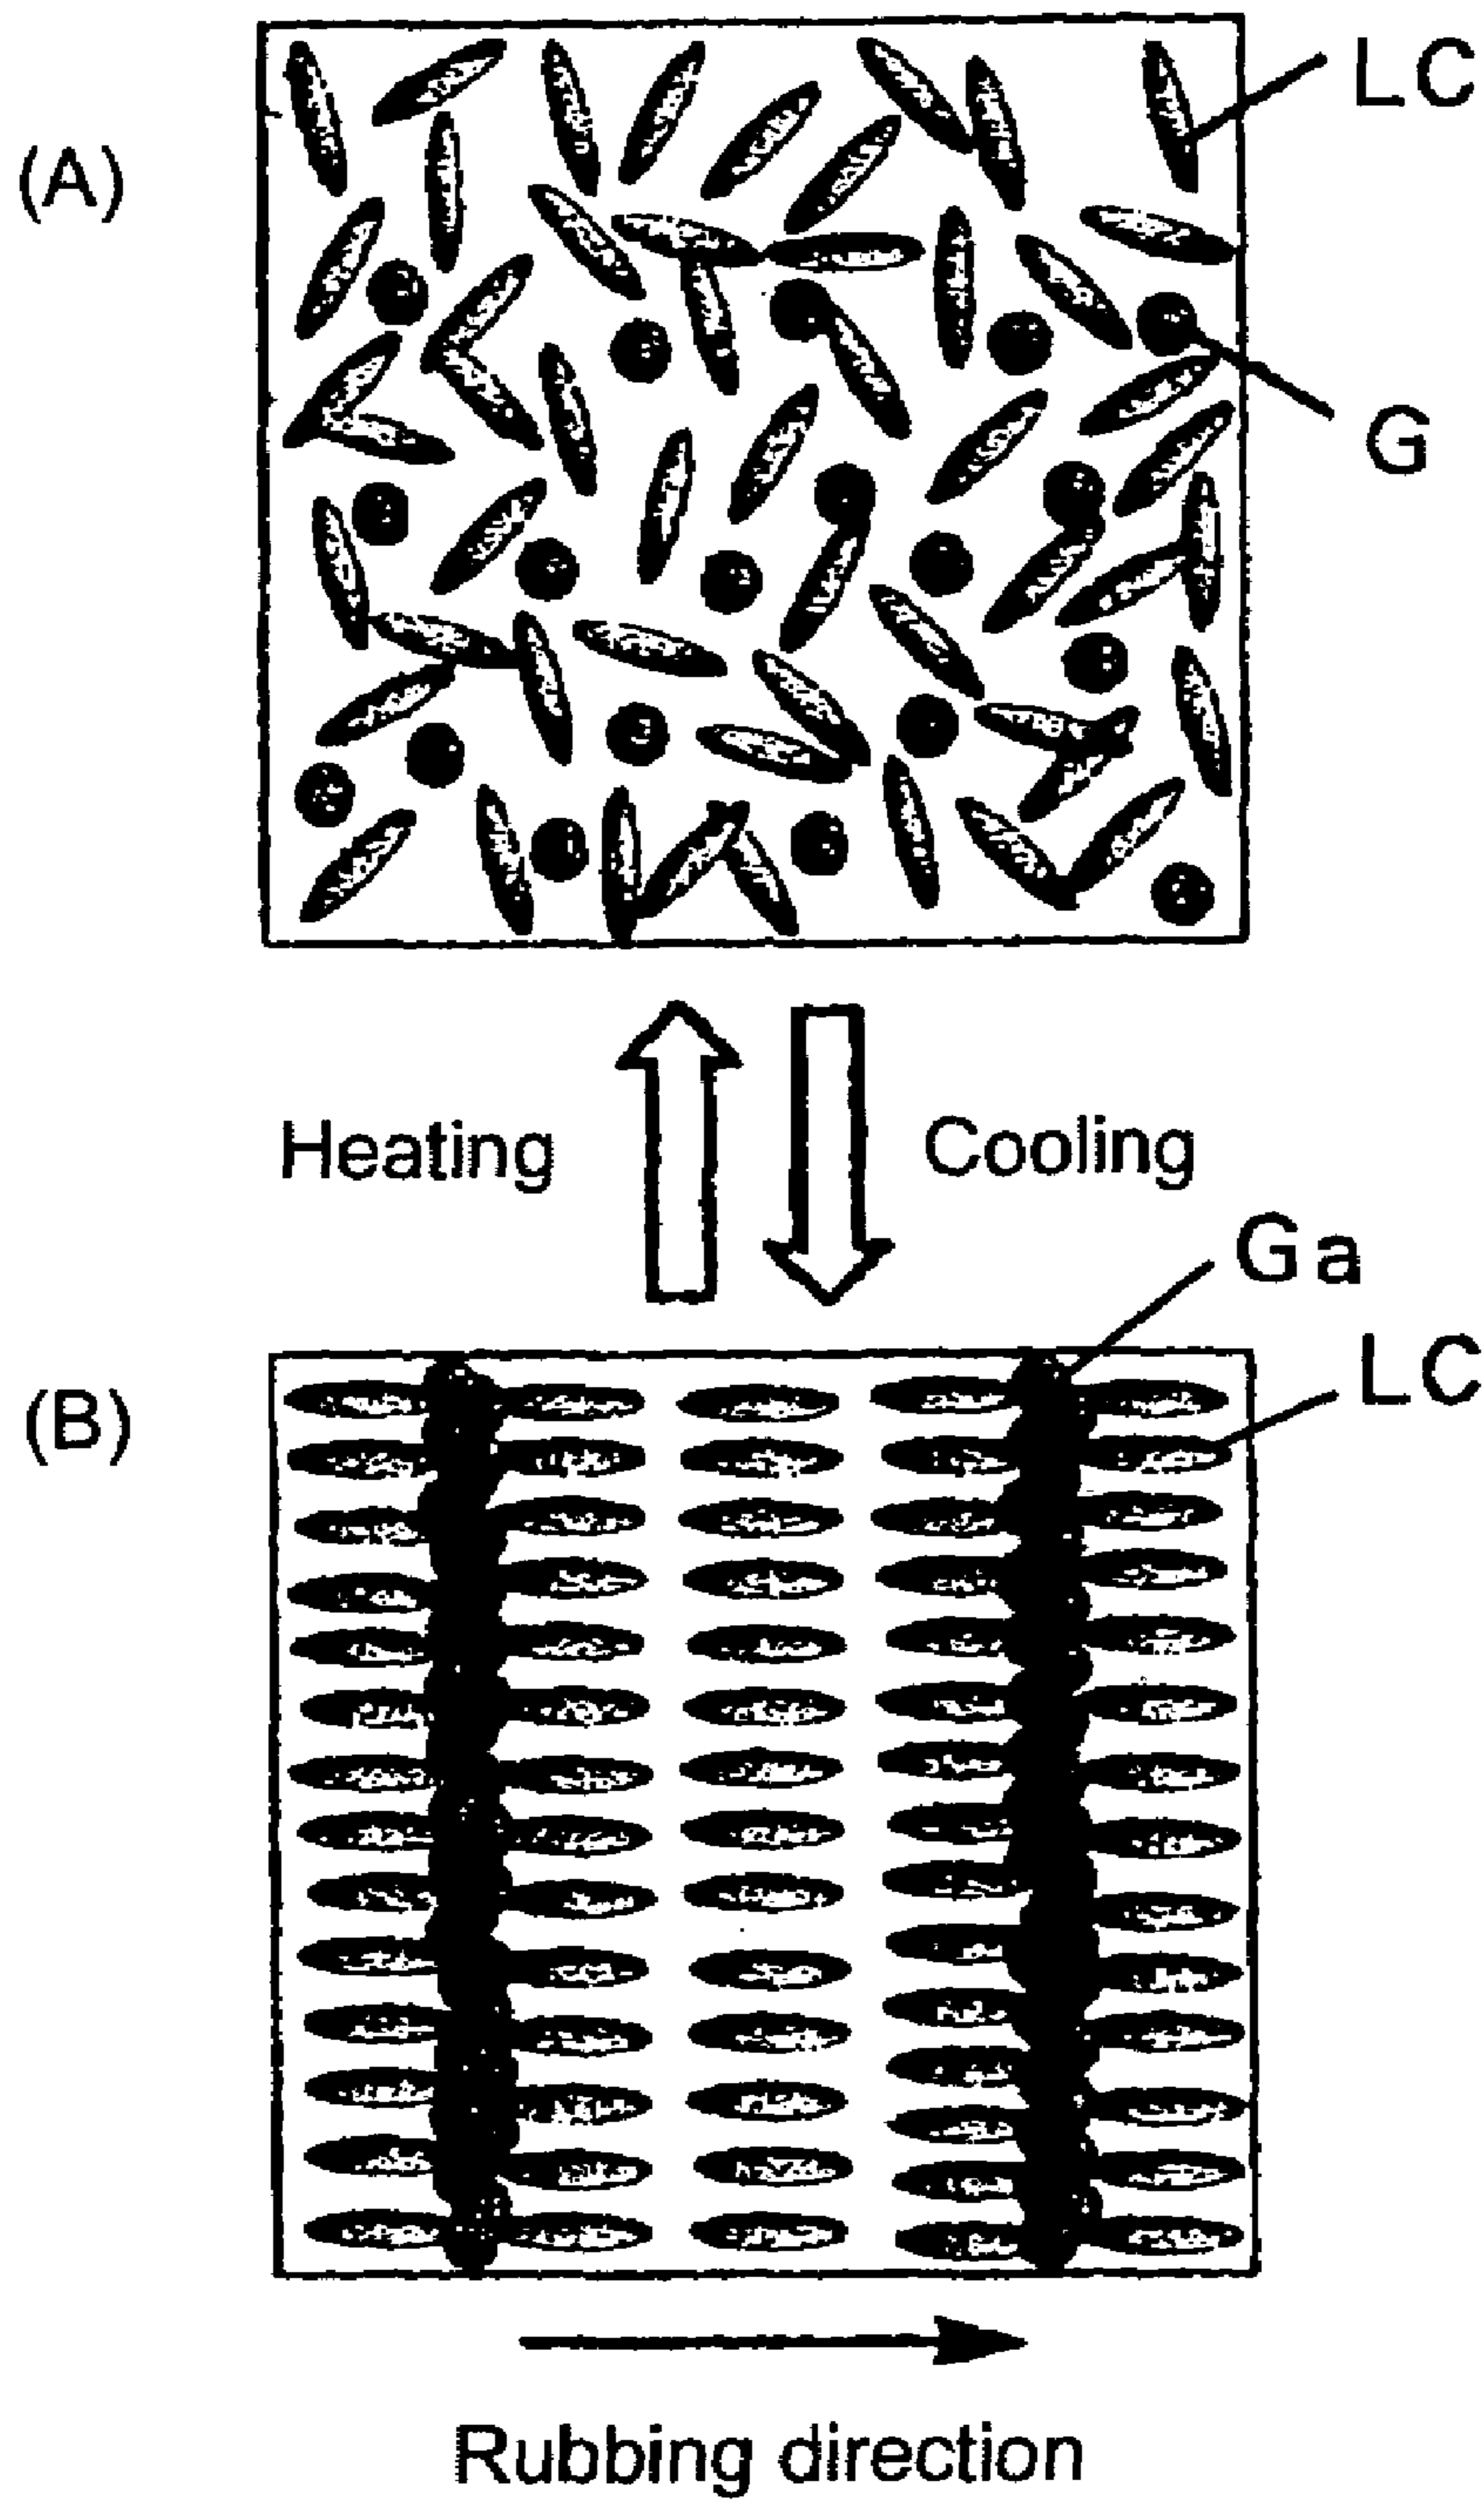 (A)
LC
G
Heating
Cooling
Ga
(B)
LC
Rubbing direction